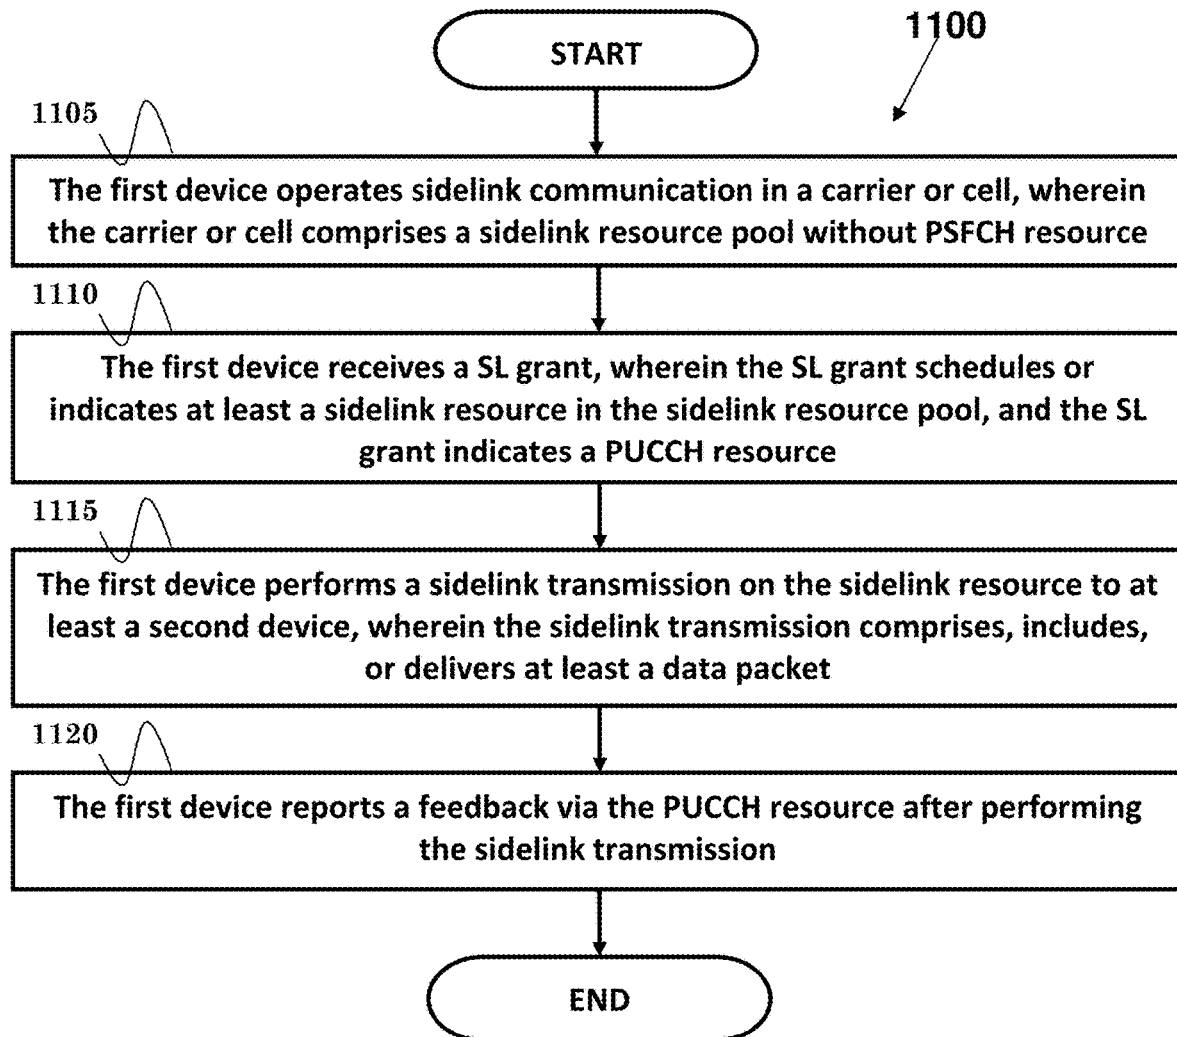 START
1100
1105
The first device operates sidelink communication in a carrier or cell, wherein
the carrier or cell comprises a sidelink resource pool without PSFCH resource
1110
The first device receives a SL grant, wherein the SL grant schedules or
indicates at least a sidelink resource in the sidelink resource pool, and the SL
grant indicates a PUCCH resource
1115
The first device performs a sidelink transmission on the sidelink resource to at
least a second device, wherein the sidelink transmission comprises, includes,
or delivers at least a data packet
1120
The first device reports a feedback via the PUCCH resource after performing
the sidelink transmission
END